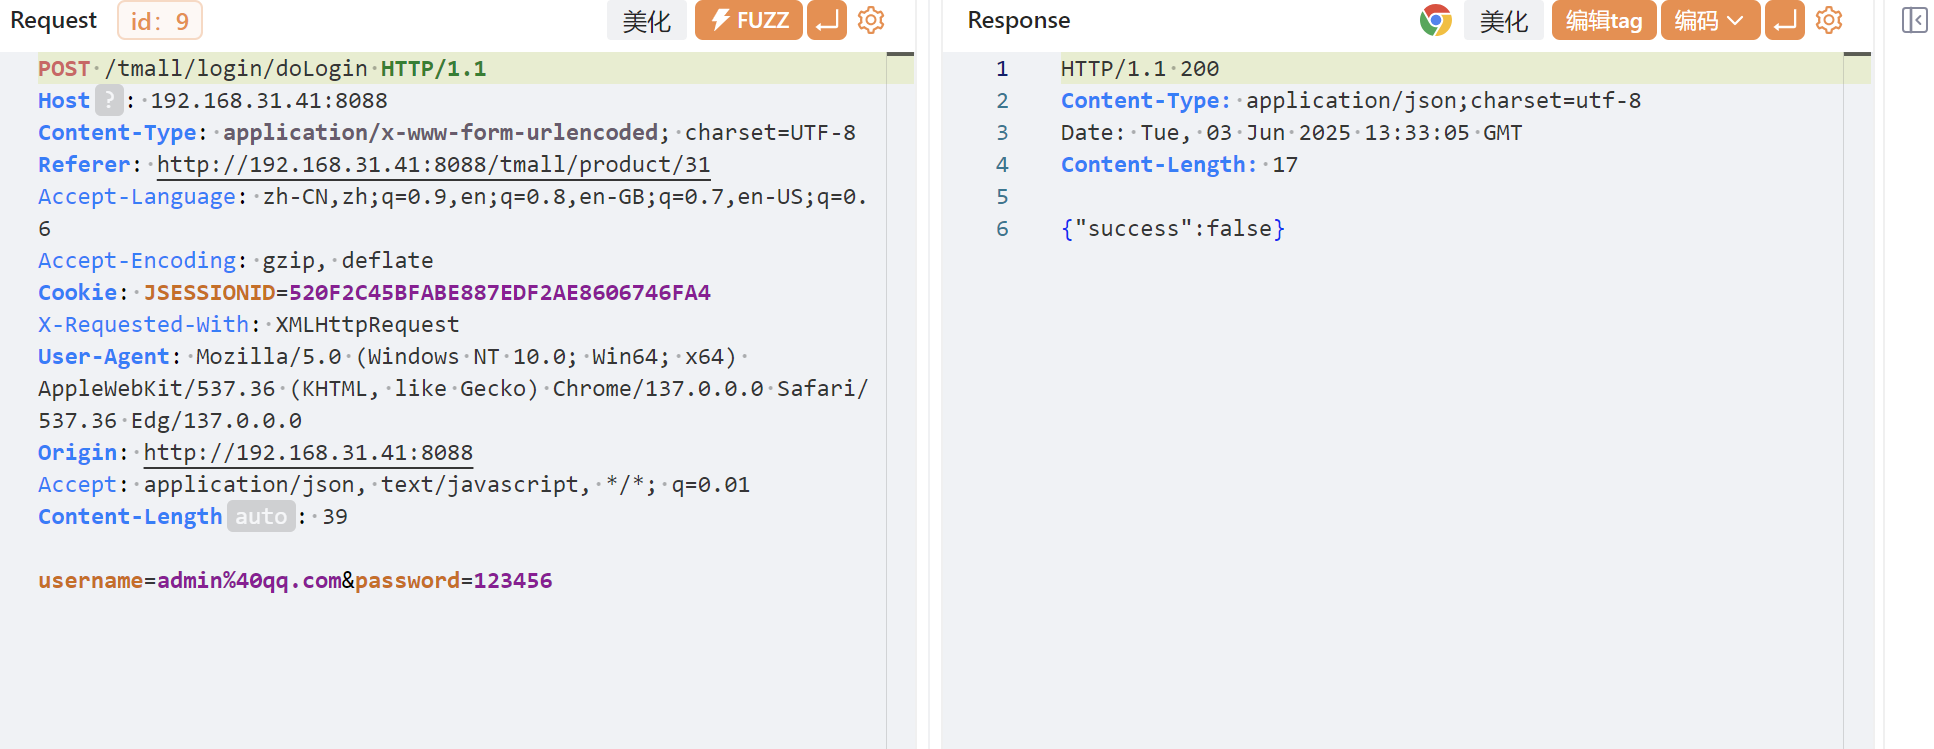 Request id: 9 美化 FUZZ
POST /tmall/login/doLogin HTTP/1.1
Host ? : 192.168.31.41:8088
Content-Type: application/x-www-form-urlencoded; charset=UTF-8
Referer: http://192.168.31.41:8088/tmall/product/31
Accept-Language: zh-CN,zh;q=0.9,en;q=0.8,en-GB;q=0.7,en-US;q=0.
6
Accept-Encoding: gzip, deflate
Cookie: JSESSIONID=520F2C45BFABE887EDF2AE8606746FA4
X-Requested-With: XMLHttpRequest
User-Agent: Mozilla/5.0 (Windows NT 10.0; Win64; x64)
AppleWebKit/537.36 (KHTML, like Gecko) Chrome/137.0.0.0 Safari/
537.36 Edg/137.0.0.0
Origin: http://192.168.31.41:8088
Accept: application/json, text/javascript, */*; q=0.01
Content-Length auto : 39
username=admin%40qq.com&password=123456
Response 美化 编辑tag 编码
1 HTTP/1.1 200
2 Content-Type: application/json;charset=utf-8
3 Date: Tue, 03 Jun 2025 13:33:05 GMT
4 Content-Length: 17
5
6 {"success":false}